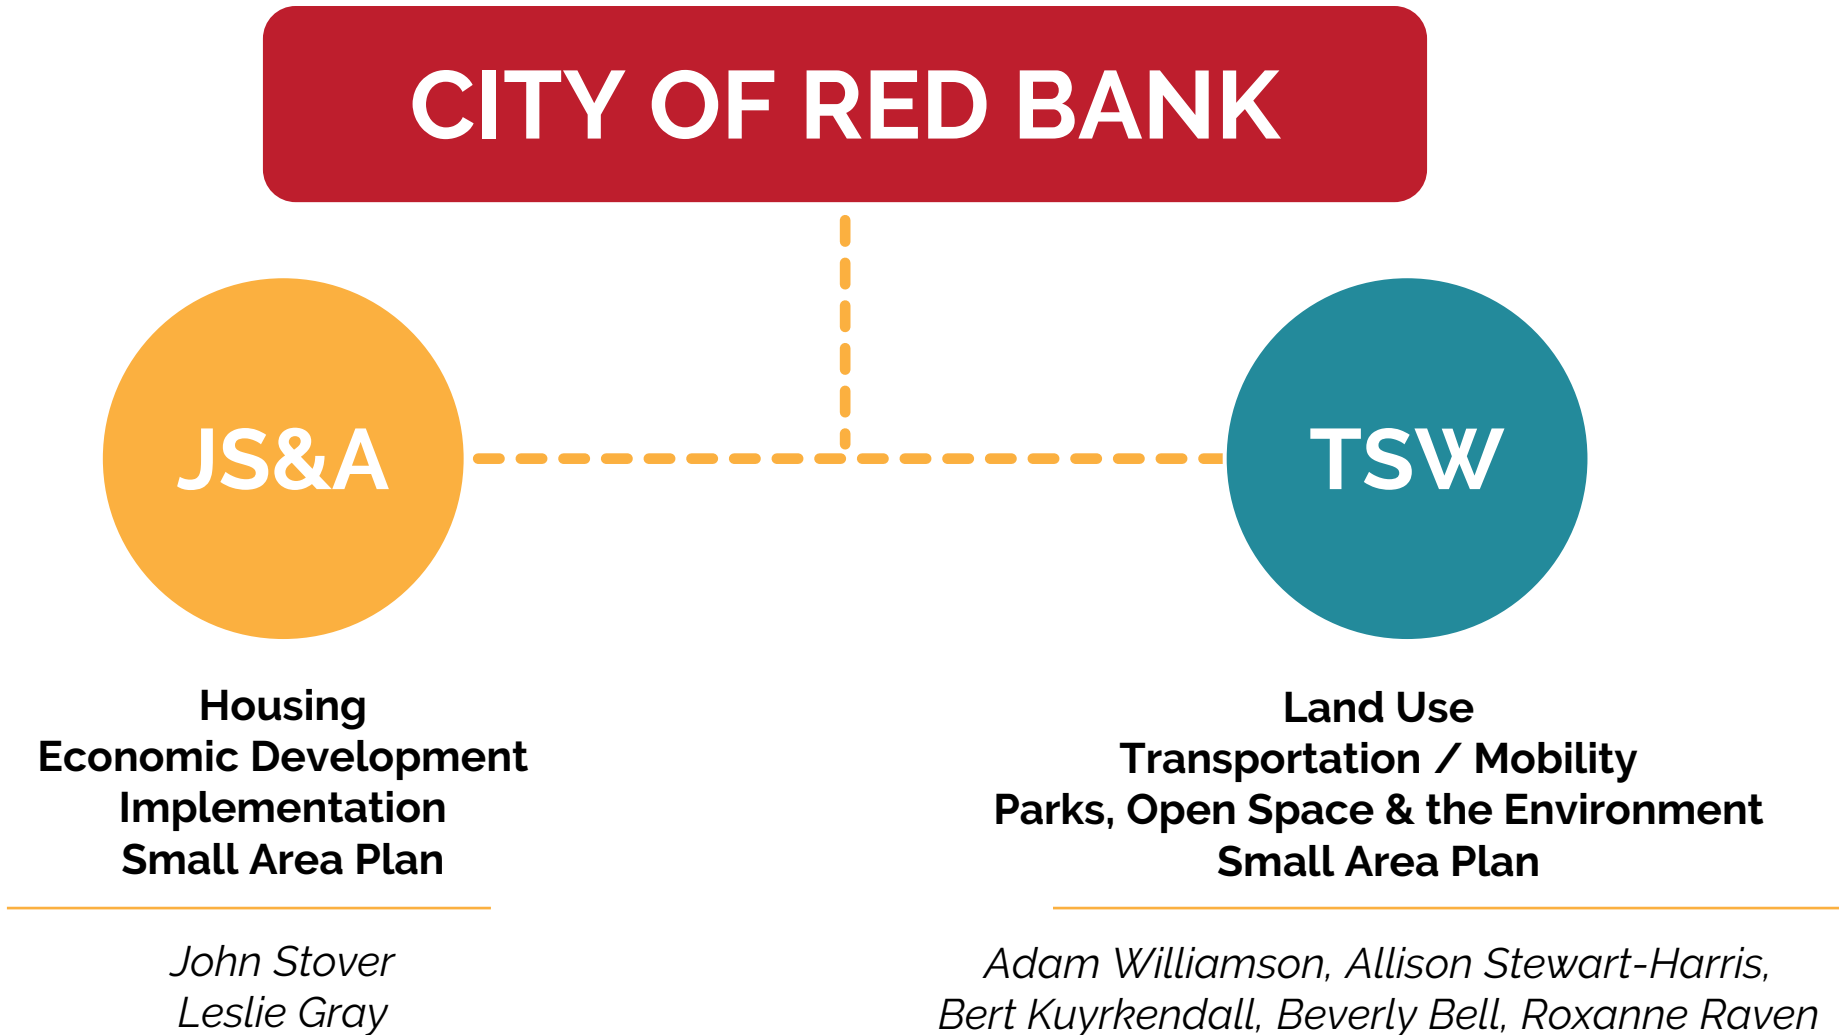 CITY OF RED BANK
JS&A
TSW
Housing
Economic Development
Implementation
Small Area Plan
John Stover
Leslie Gray
Land Use
Transportation / Mobility
Parks, Open Space & the Environment
Small Area Plan
Adam Williamson, Allison Stewart-Harris,
Bert Kuyrkendall, Beverly Bell, Roxanne Raven